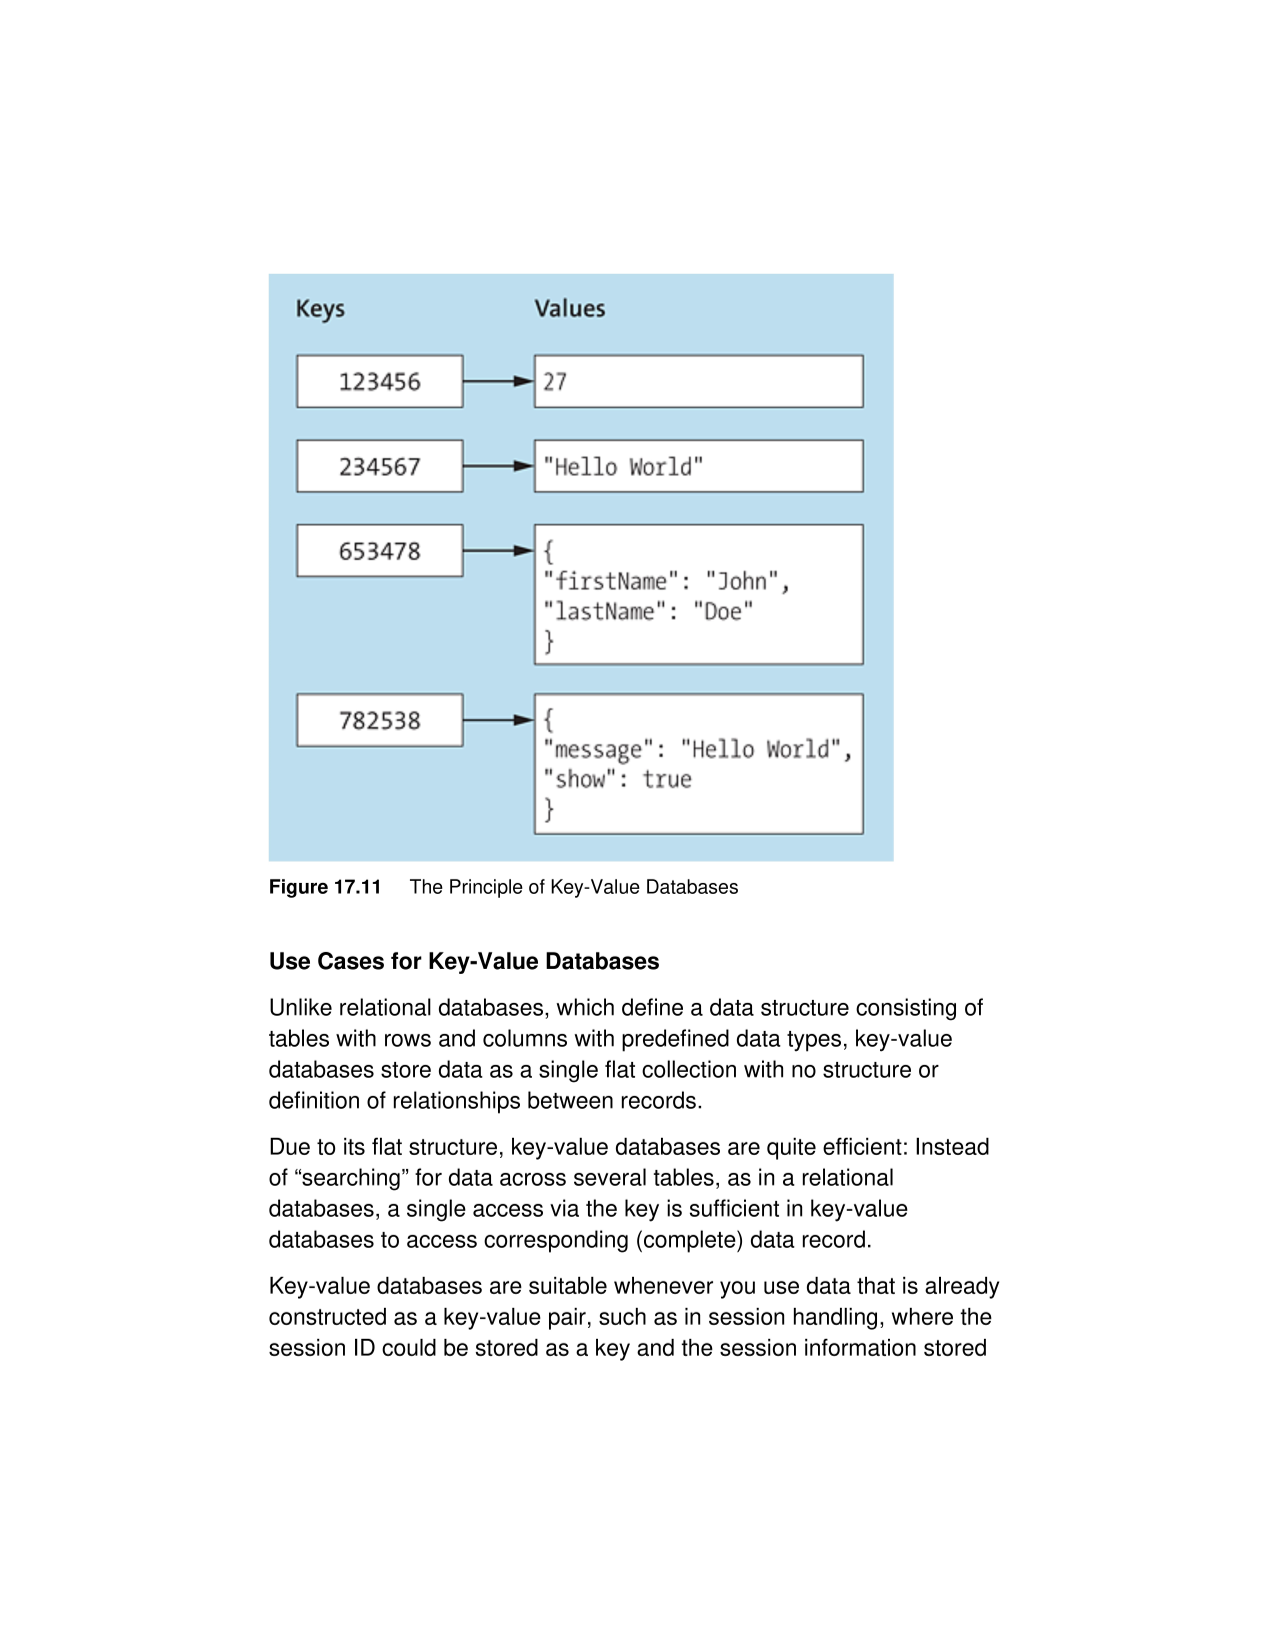 Keys Values
123456 27
234567 "Hello World"
653478 {
"firstName": "John",
"lastName": "Doe"
}
782538 {
"message": "Hello World",
"show": true
}
Figure 17.11 The Principle of Key-Value Databases
Use Cases for Key-Value Databases
Unlike relational databases, which define a data structure consisting of
tables with rows and columns with predefined data types, key-value
databases store data as a single flat collection with no structure or
definition of relationships between records.
Due to its flat structure, key-value databases are quite efficient: Instead
of “searching” for data across several tables, as in a relational
databases, a single access via the key is sufficient in key-value
databases to access corresponding (complete) data record.
Key-value databases are suitable whenever you use data that is already
constructed as a key-value pair, such as in session handling, where the
session ID could be stored as a key and the session information stored